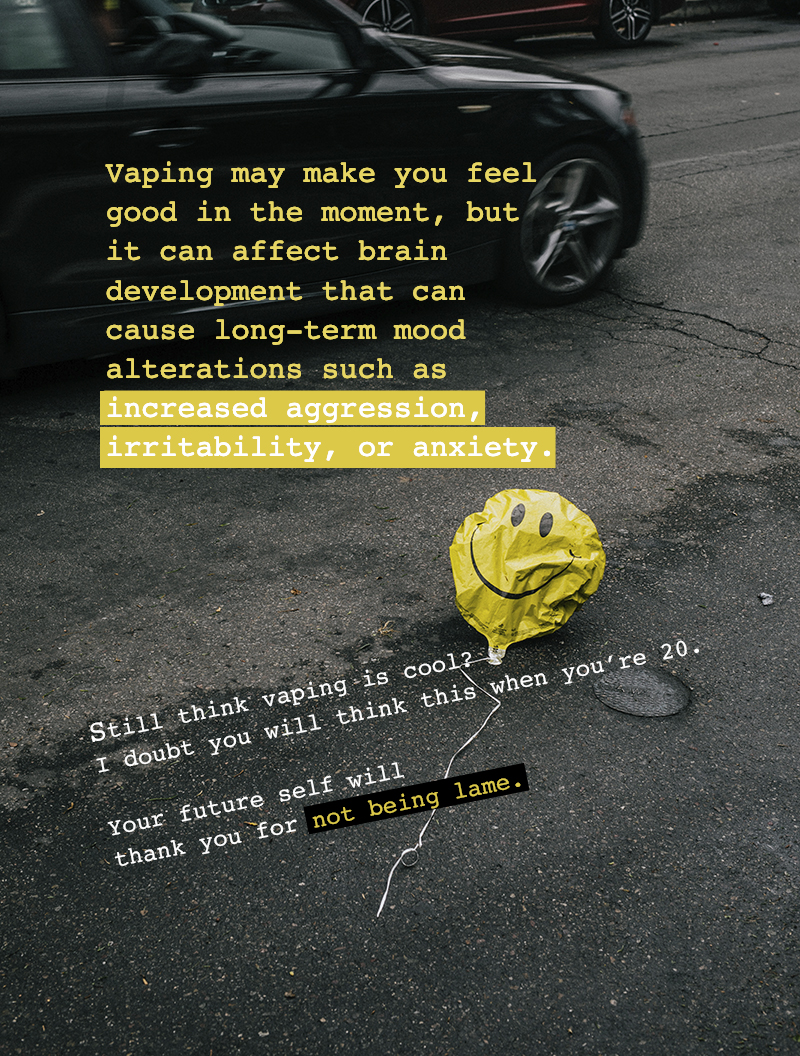 Vaping may make you feel
good in the moment, but
it can affect brain
development that can
cause long-term mood
alterations such as
increased aggression,
irritability, or anxiety.
Still think vaping is cool?
I doubt you will think this when you're 20.
Your future self will
thank you for not being lame.